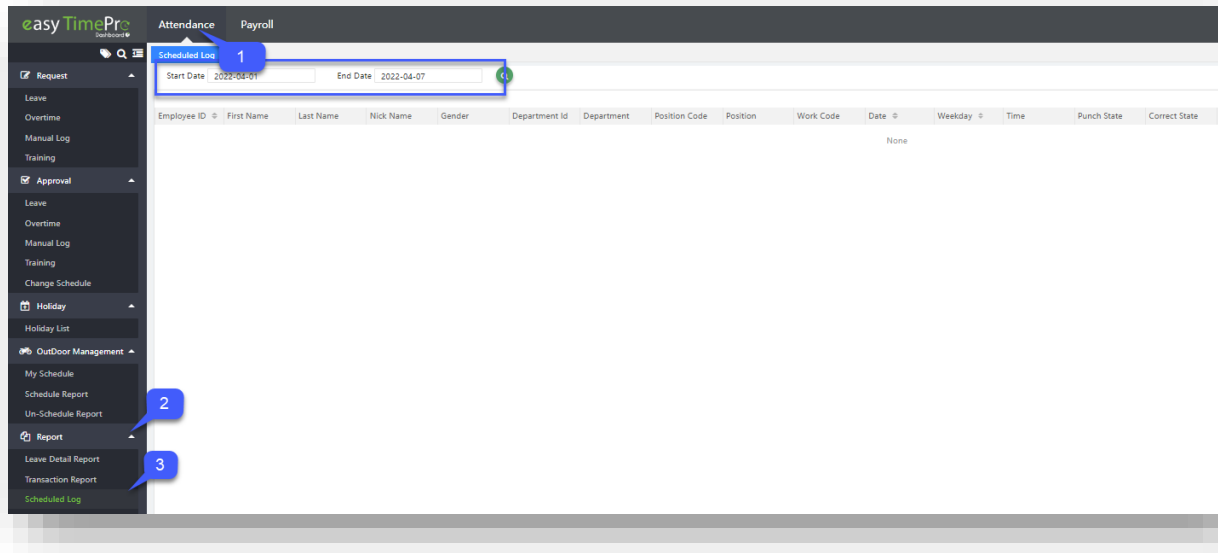 easy TimePro
Dashboard
Attendance
Payroll
1
Scheduled Log
Start Date 2022-04-01 End Date 2022-04-07
Employee ID First Name Last Name Nick Name Gender Department Id Department Position Code Position Work Code Date Weekday Time Punch State Correct State
None
Request
Leave
Overtime
Manual Log
Training
Approval
Leave
Overtime
Manual Log
Training
Change Schedule
Holiday
Holiday List
OutDoor Management
My Schedule
Schedule Report
Un-Schedule Report
2
Report
Leave Detail Report
3
Transaction Report
Scheduled Log